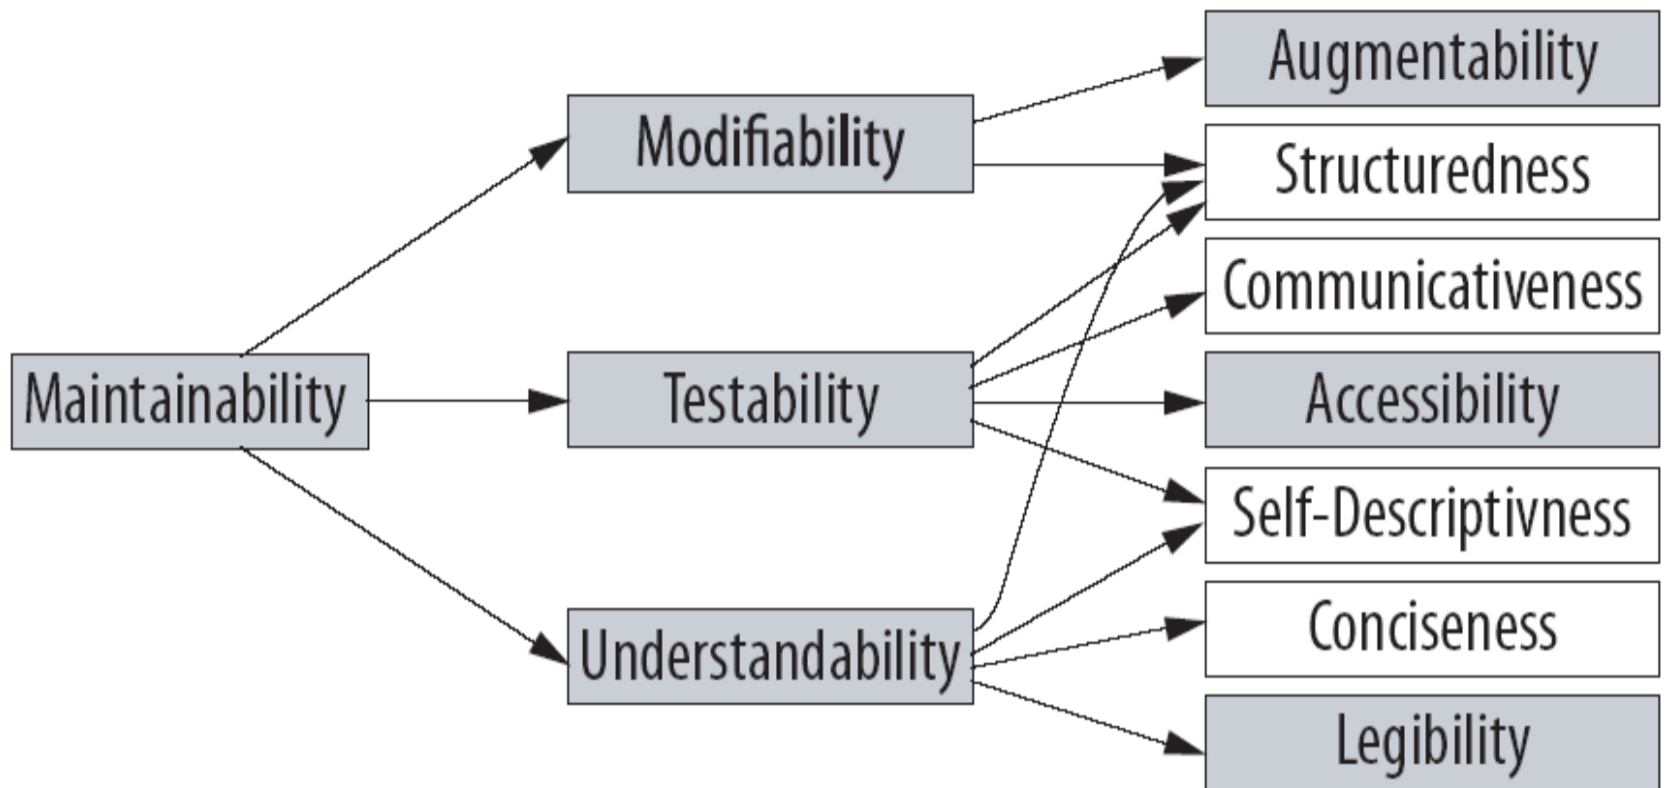 Maintainability
Modifiability
Testability
Understandability
Augmentability
Structuredness
Communicativeness
Accessibility
Self-Descriptivness
Conciseness
Legibility